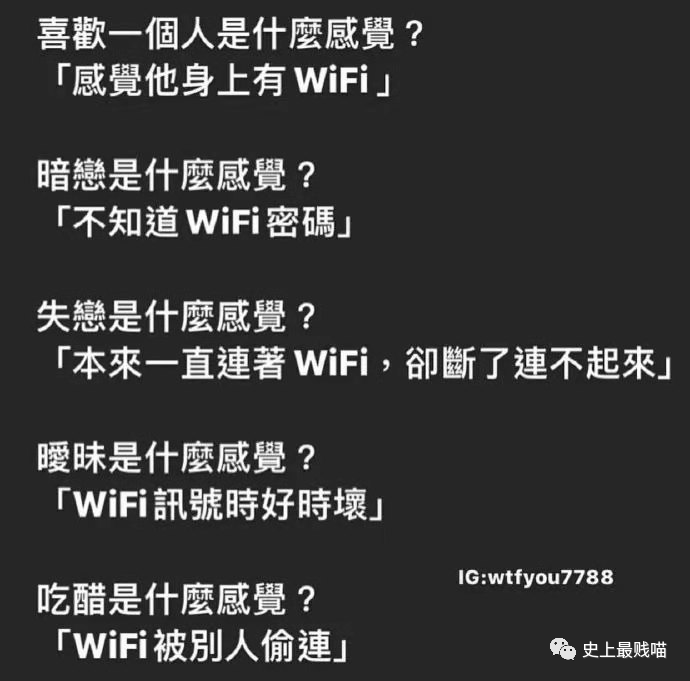 喜歡一個人是什麼感覺？
「感覺他身上有 WiFi」
暗戀是什麼感覺？
「不知道 WiFi 密碼」
失戀是什麼感覺？
「本來一直連著 WiFi，卻斷了連不起來」
曖昧是什麼感覺？
「WiFi 訊號時好時壞」
IG:wtfyou7788
吃醋是什麼感覺？
「WiFi 被別人偷連」
史上最贱喵